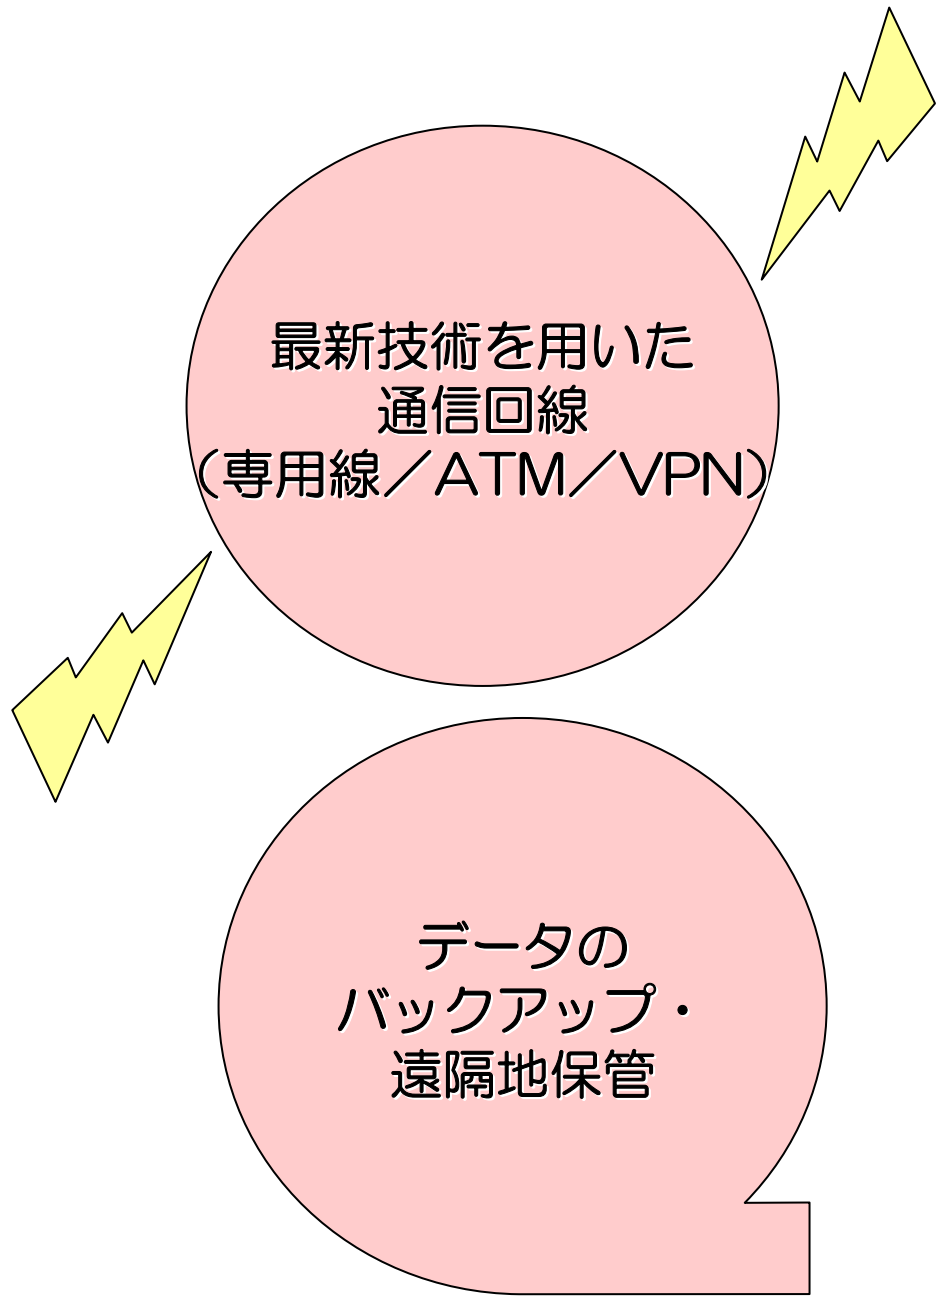 最新技術を用いた
通信回線
（専用線／ATM／VPN）
データの
バックアップ・
遠隔地保管